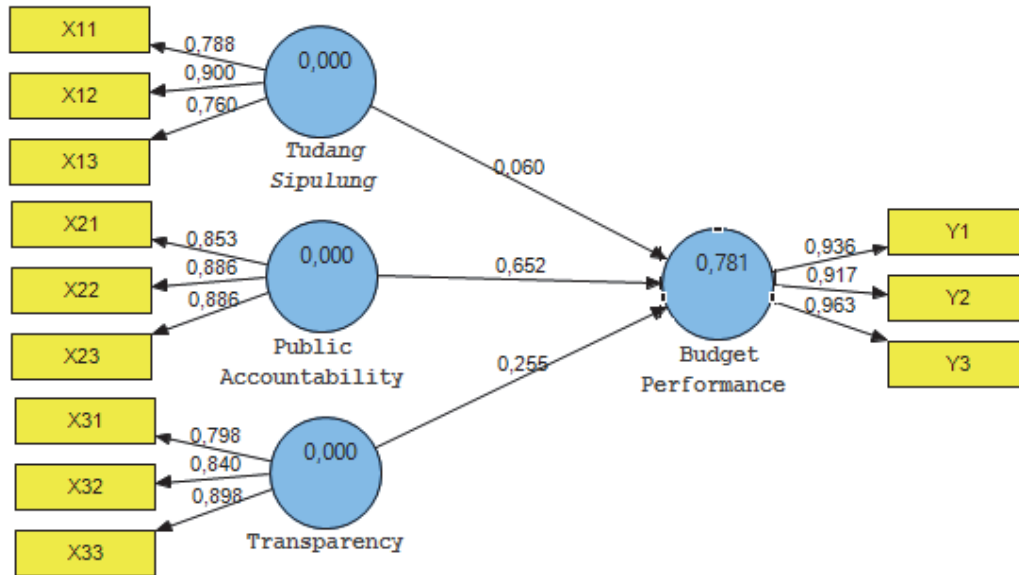 X11
0,788
0,000
X12
0,900
X13
0,760
Tudang
Sipulung
0,060
X21
0,853
0,000
X22
0,886
X23
0,886
Public
Accountability
0,652
X31
0,798
0,000
X32
0,840
X33
0,898
Transparency
0,255
0,781
Budget
Performance
0,936
Y1
0,917
Y2
0,963
Y3